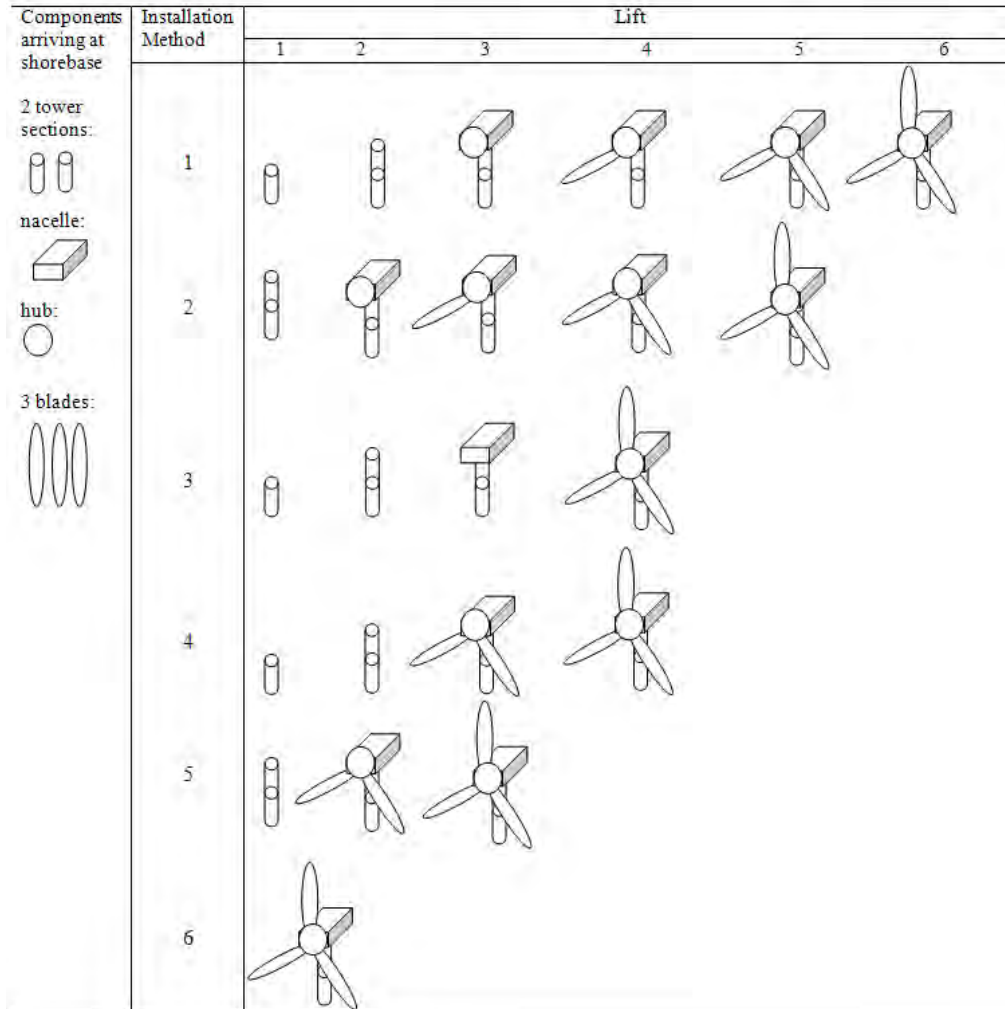 Components
arriving at
shorebase
Installation
Method
Lift
1 2 3 4 5 6
2 tower
sections:
1
nacelle:
2
hub:
3 blades:
3
4
5
6